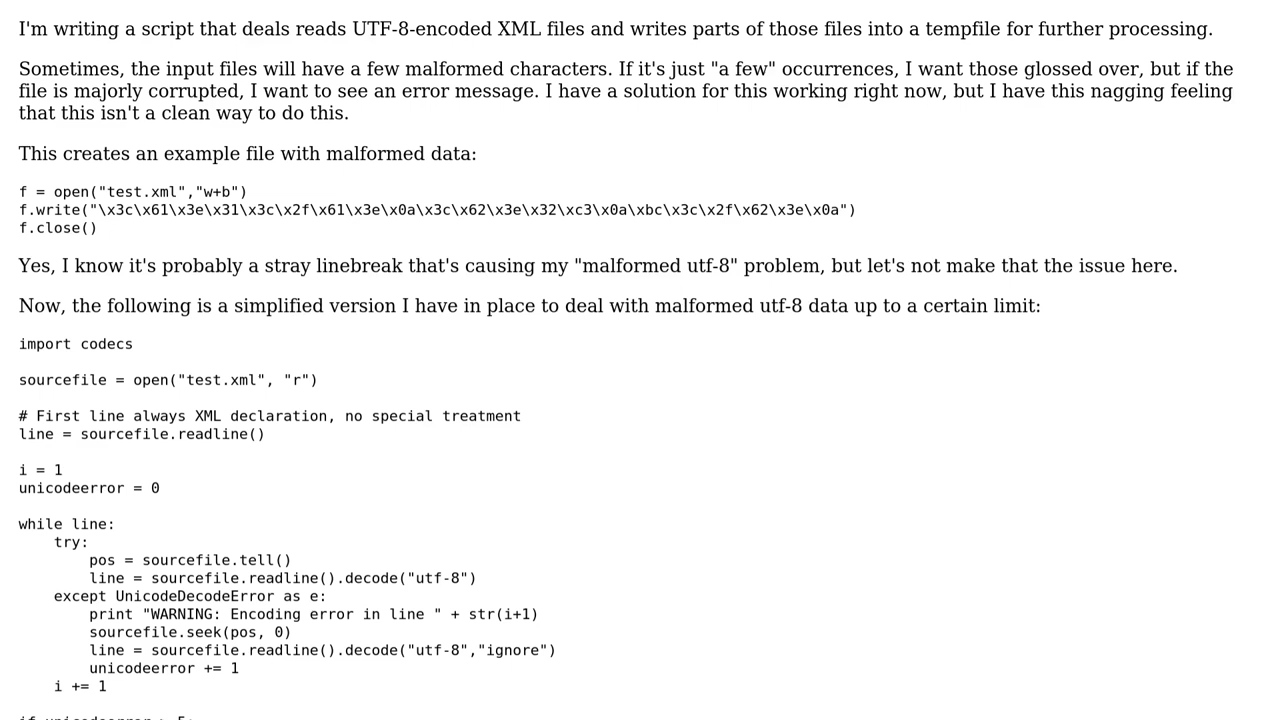 I'm writing a script that deals reads UTF-8-encoded XML files and writes parts of those files into a tempfile for further processing.
Sometimes, the input files will have a few malformed characters. If it's just "a few" occurrences, I want those glossed over, but if the
file is majorly corrupted, I want to see an error message. I have a solution for this working right now, but I have this nagging feeling
that this isn't a clean way to do this.
This creates an example file with malformed data:
f = open("test.xml","w+b")
f.write("\x3c\x61\x3e\x31\x3c\x2f\x61\x3e\x0a\x3c\x62\x3e\x32\xc3\x0a\xbc\x3c\x2f\x62\x3e\x0a")
f.close()
Yes, I know it's probably a stray linebreak that's causing my "malformed utf-8" problem, but let's not make that the issue here.
Now, the following is a simplified version I have in place to deal with malformed utf-8 data up to a certain limit:
import codecs
sourcefile = open("test.xml", "r")
# First line always XML declaration, no special treatment
line = sourcefile.readline()
i = 1
unicodeerror = 0
while line:
    try:
        pos = sourcefile.tell()
        line = sourcefile.readline().decode("utf-8")
    except UnicodeDecodeError as e:
        print "WARNING: Encoding error in line " + str(i+1)
        sourcefile.seek(pos, 0)
        line = sourcefile.readline().decode("utf-8","ignore")
        unicodeerror += 1
    i += 1